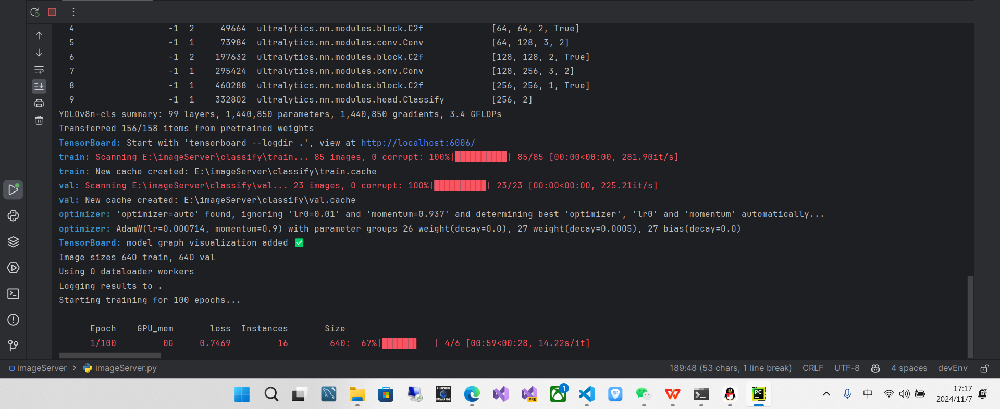 4                  -1  2     49664  ultralytics.nn.modules.block.C2f             [64, 64, 2, True]
5                  -1  1     73984  ultralytics.nn.modules.conv.Conv             [64, 128, 3, 2]
6                  -1  2    197632  ultralytics.nn.modules.block.C2f             [128, 128, 2, True]
7                  -1  1    295424  ultralytics.nn.modules.conv.Conv             [128, 256, 3, 2]
8                  -1  1    460288  ultralytics.nn.modules.block.C2f             [256, 256, 1, True]
9                  -1  1    332802  ultralytics.nn.modules.head.Classify         [256, 2]
YOLOv8n-cls summary: 99 layers, 1,440,850 parameters, 1,440,850 gradients, 3.4 GFLOPs
Transferred 156/158 items from pretrained weights
TensorBoard: Start with 'tensorboard --logdir .', view at http://localhost:6006/
train: Scanning E:\imageServer\classify\train... 85 images, 0 corrupt: 100%|██████████| 85/85 [00:00<00:00, 281.90it/s]
train: New cache created: E:\imageServer\classify\train.cache
val: Scanning E:\imageServer\classify\val... 23 images, 0 corrupt: 100%|██████████| 23/23 [00:00<00:00, 225.21it/s]
val: New cache created: E:\imageServer\classify\val.cache
optimizer: 'optimizer=auto' found, ignoring 'lr0=0.01' and 'momentum=0.937' and determining best 'optimizer', 'lr0' and 'momentum' automatically...
optimizer: AdamW(lr=0.000714, momentum=0.9) with parameter groups 26 weight(decay=0.0), 27 weight(decay=0.0005), 27 bias(decay=0.0)
TensorBoard: model graph visualization added ✅
Image sizes 640 train, 640 val
Using 0 dataloader workers
Logging results to .
Starting training for 100 epochs...
Epoch    GPU_mem       loss  Instances       Size
1/100         0G     0.7469         16        640:  67%|██████▋   | 4/6 [00:59<00:28, 14.22s/it]
imageServer > imageServer.py
189:48 (53 chars, 1 line break) CRLF UTF-8 4 spaces devEnv
PRE
1
PC
中
17:17
2024/11/7